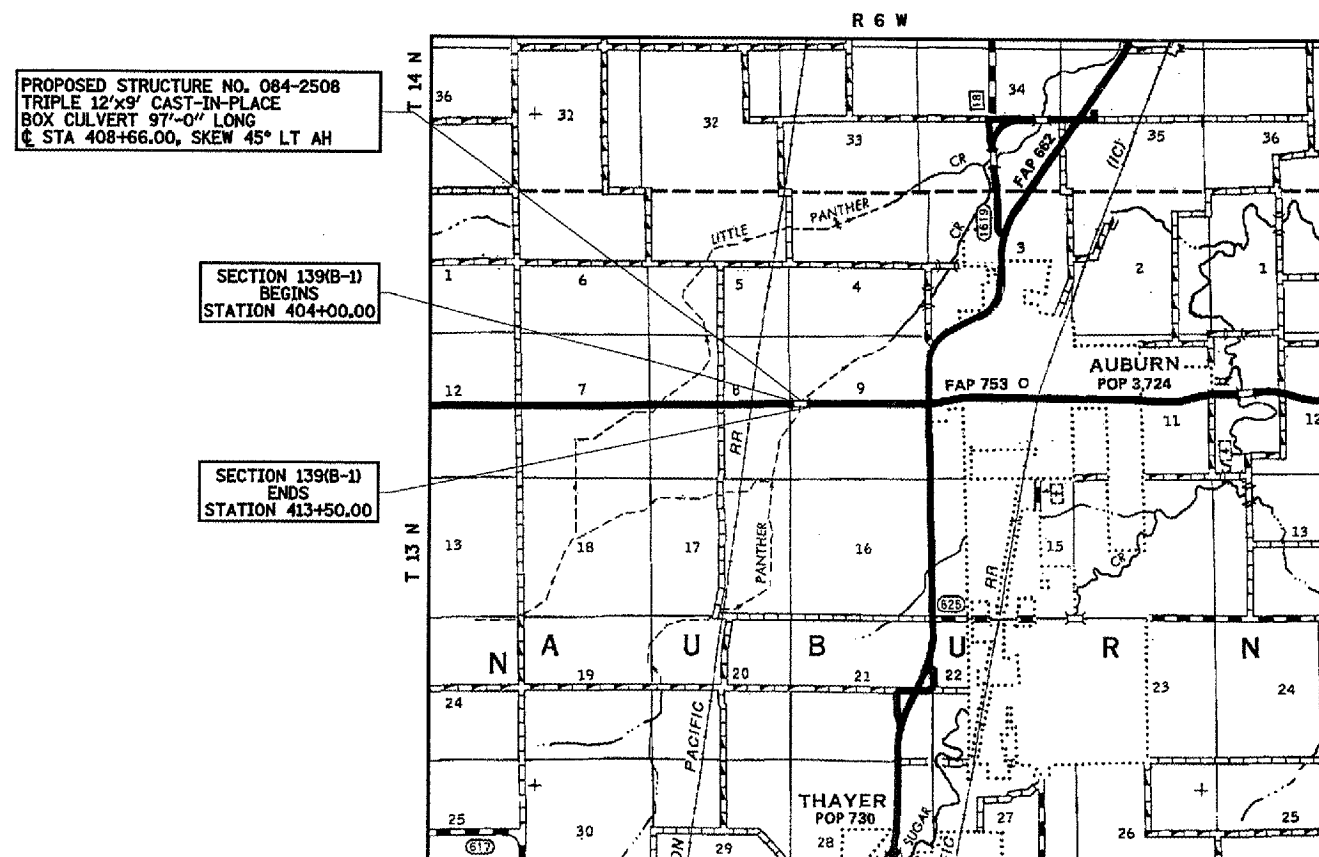 R 6 W
T 14 N
PROPOSED STRUCTURE NO. 084-2508
TRIPLE 12'x9' CAST-IN-PLACE
BOX CULVERT 97'-0" LONG
℄ STA 408+66.00, SKEW 45° LT AH
36
32
32
33
18
34
35
36
FAP 662
(IC)
CR
LITTLE
PANTHER
CR
1619
3
2
1
SECTION 139(B-1)
BEGINS
STATION 404+00.00
1
6
5
4
AUBURN
POP 3,724
12
7
8
9
FAP 753
11
12
RR
4
SECTION 139(B-1)
ENDS
STATION 413+50.00
T 13 N
13
18
17
PANTHER
16
RR
15
CR
13
625
N A U B U R N
19
20
21
22
23
24
24
PACIFIC
THAYER
POP 730
25
617
30
29
28
SUGAR
27
26
25
ON
FIC